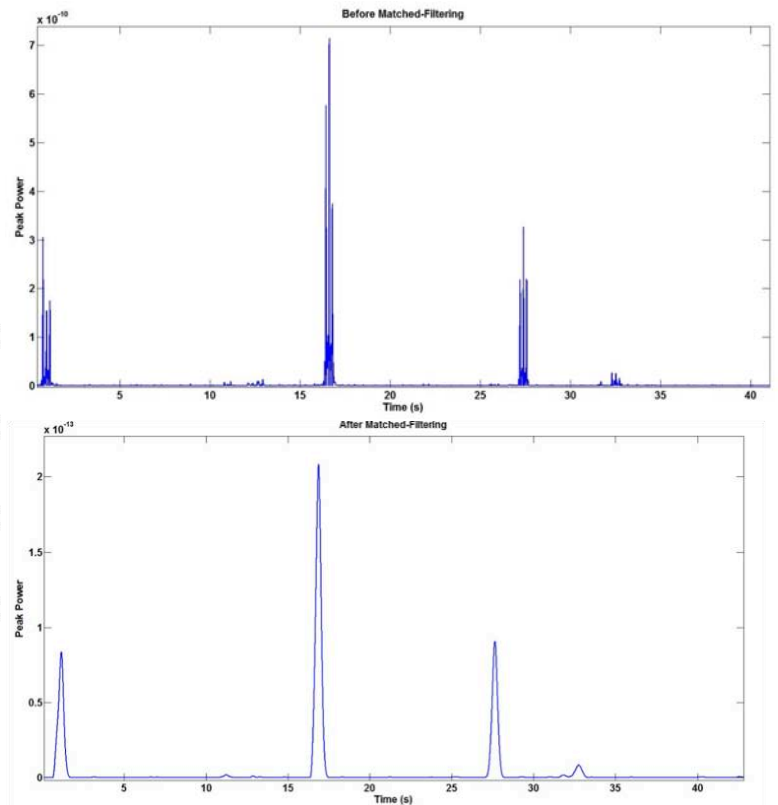 x 10⁻¹⁰
Before Matched-Filtering
7
6
5
4
3
2
1
0
Peak Power
5 10 15 20 25 30 35 40
Time (s)
x 10⁻¹³
After Matched-Filtering
2
1.5
1
0.5
0
Peak Power
5 10 15 20 25 30 35 40
Time (s)